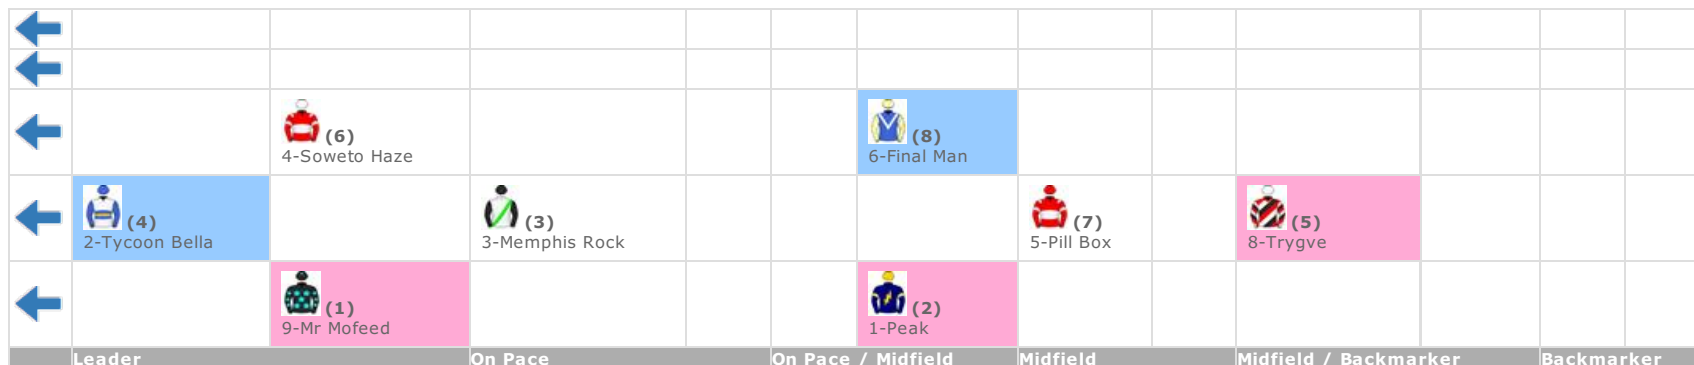 (6)
4-Soweto Haze
(8)
6-Final Man
(4)
2-Tycoon Bella
(3)
3-Memphis Rock
(7)
5-Pill Box
(5)
8-Trygve
(1)
9-Mr Mofeed
(2)
1-Peak
Leader On Pace On Pace / Midfield Midfield Midfield / Backmarker Backmarker